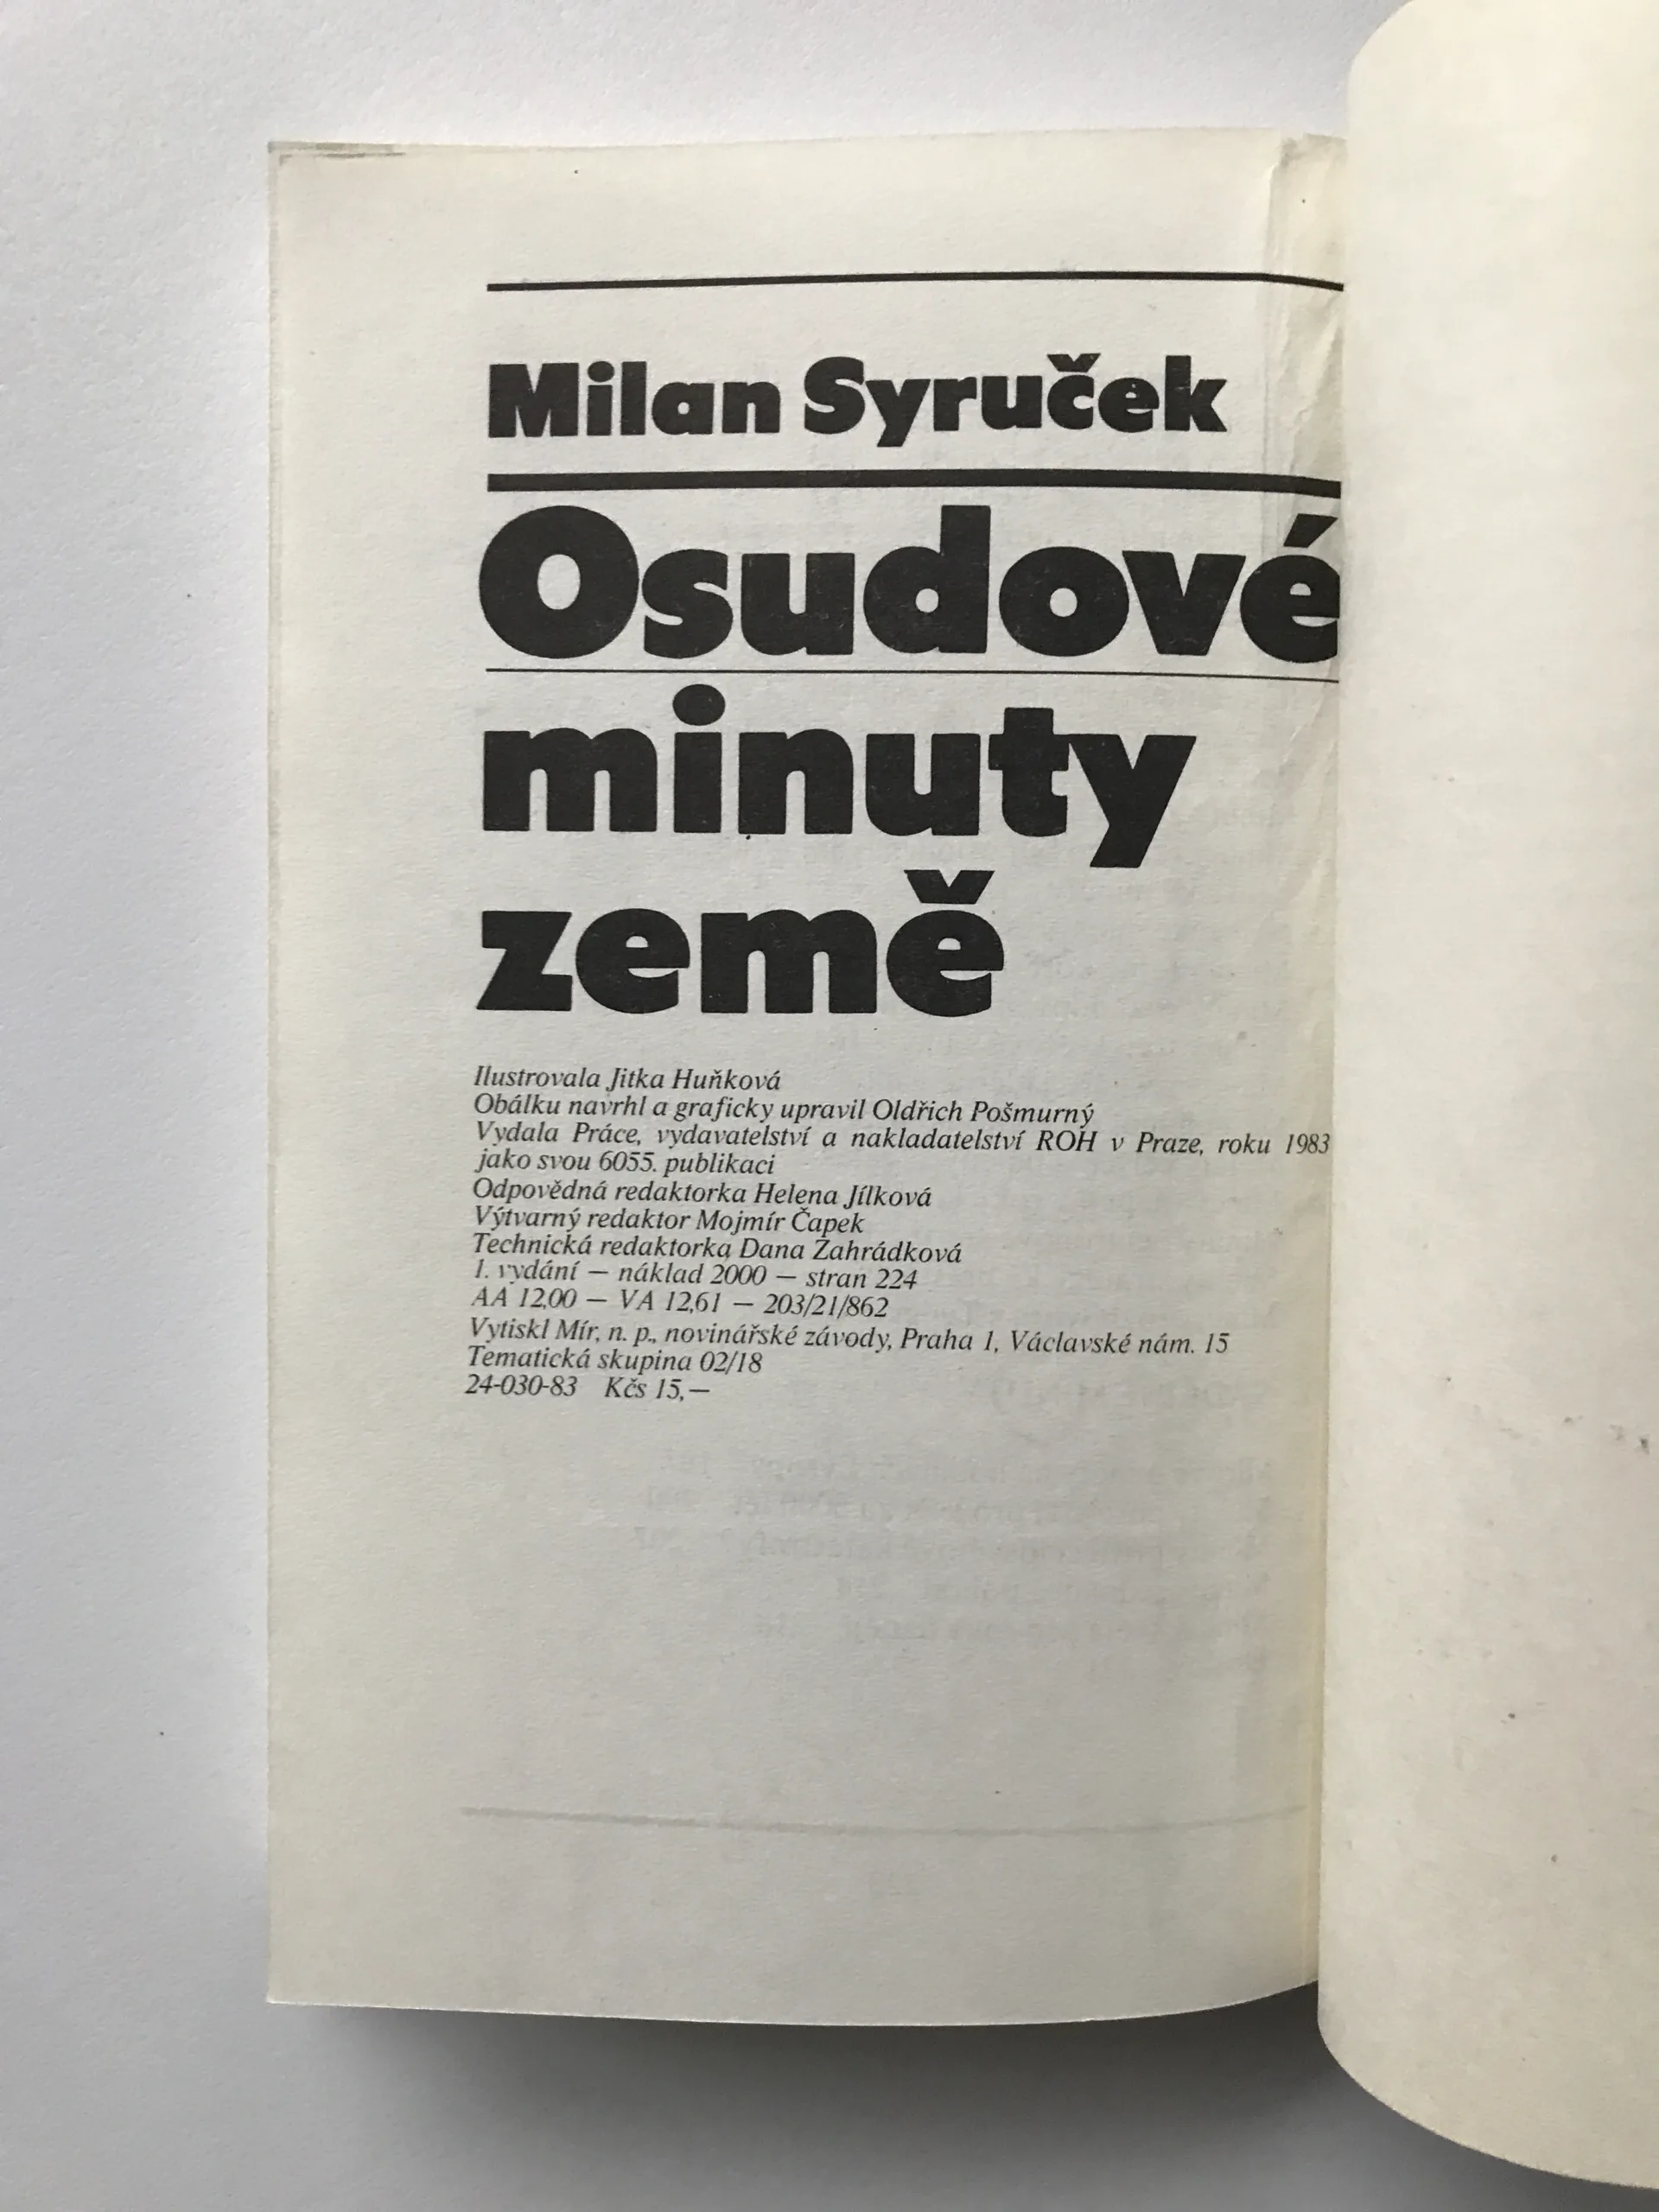 Milan Syruček
Osudové
minuty
země
Ilustrovala Jitka Huňková
Obálku navrhl a graficky upravil Oldřich Pošmurný
Vydala Práce, vydavatelství a nakladatelství ROH v Praze, roku 1983
jako svou 6055. publikaci
Odpovědná redaktorka Helena Jílková
Výtvarný redaktor Mojmír Čapek
Technická redaktorka Dana Zahrádková
1. vydání — náklad 2000 — stran 224
AA 12,00 — VA 12,61 — 203/21/862
Vytiskl Mír, n. p., novinářské závody, Praha 1, Václavské nám. 15
Tematická skupina 02/18
24-030-83 Kčs 15,—